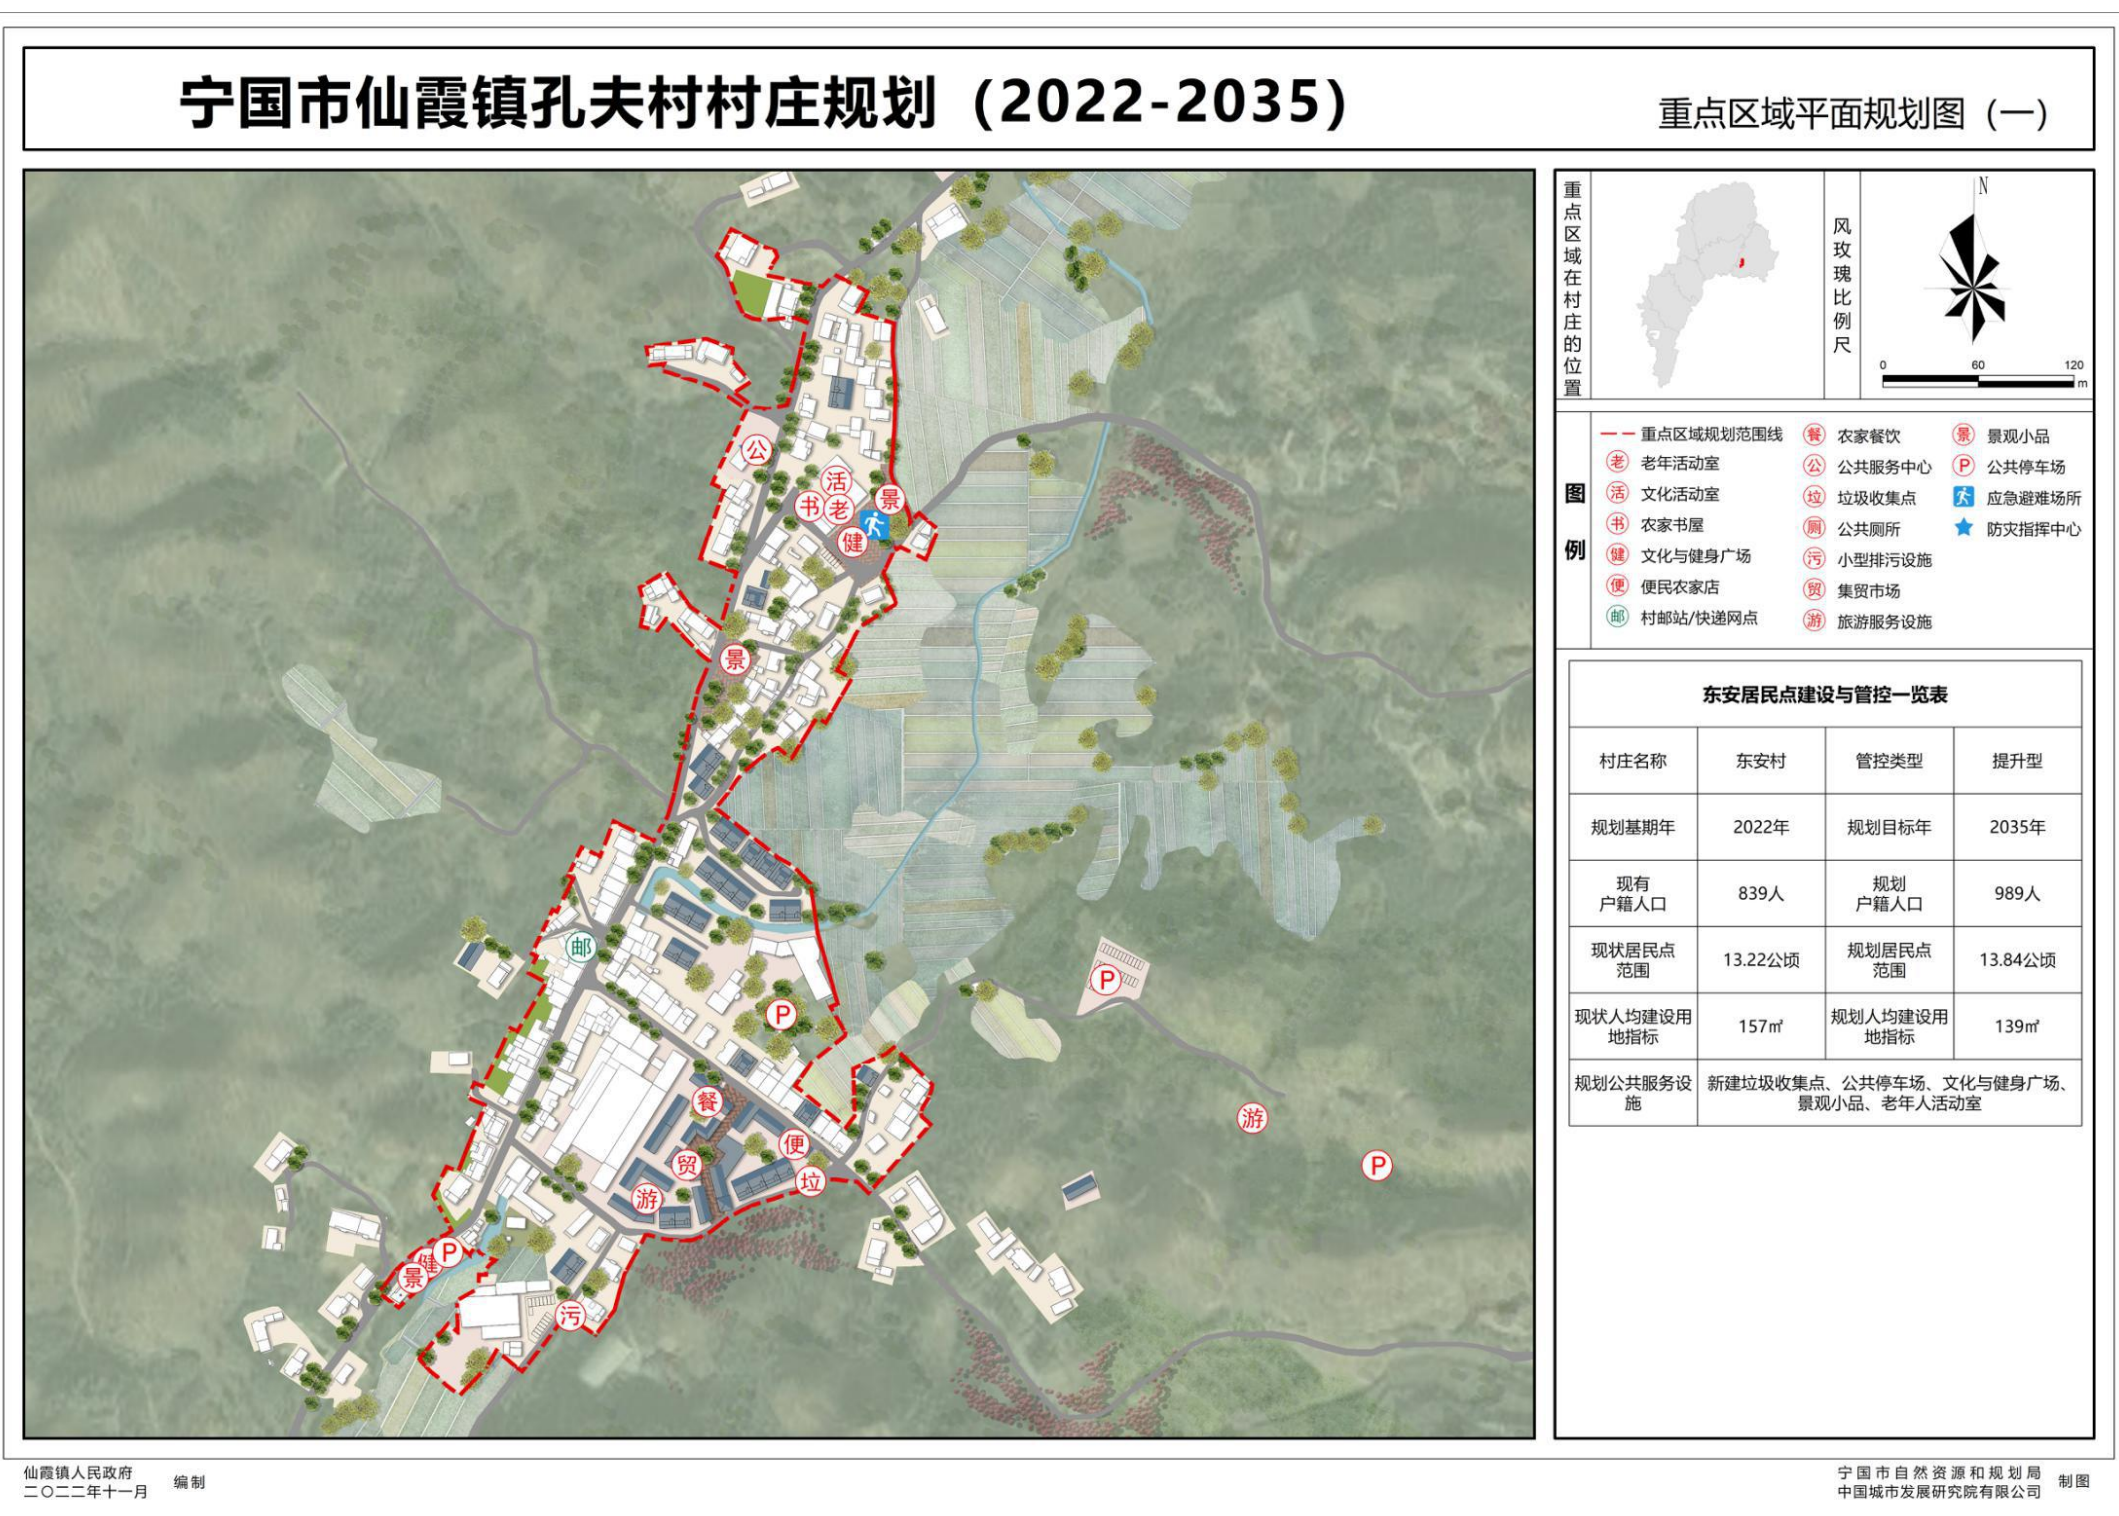 宁国市仙霞镇孔夫村村庄规划（2022-2035）
重点区域平面规划图（一）
公
活
书
老
景
健
景
邮
P
P
餐
便
贸
垃
游
游
P
P
健
景
污
重点区域在村庄的位置
风玫瑰比例尺
N
0 60 120
m
图例
重点区域规划范围线
老 老年活动室
活 文化活动室
书 农家书屋
健 文化与健身广场
便 便民农家店
邮 村邮站/快递网点
餐 农家餐饮
公 公共服务中心
垃 垃圾收集点
厕 公共厕所
污 小型排污设施
贸 集贸市场
游 旅游服务设施
景 景观小品
P 公共停车场
应急避难场所
防灾指挥中心
东安居民点建设与管控一览表
村庄名称 东安村 管控类型 提升型
规划基期年 2022年 规划目标年 2035年
现有
户籍人口 839人 规划
户籍人口 989人
现状居民点
范围 13.22公顷 规划居民点
范围 13.84公顷
现状人均建设用
地指标 157㎡ 规划人均建设用
地指标 139㎡
规划公共服务设
施 新建垃圾收集点、公共停车场、文化与健身广场、
景观小品、老年人活动室
仙霞镇人民政府
二〇二二年十一月
编制
宁国市自然资源和规划局
中国城市发展研究院有限公司
制图